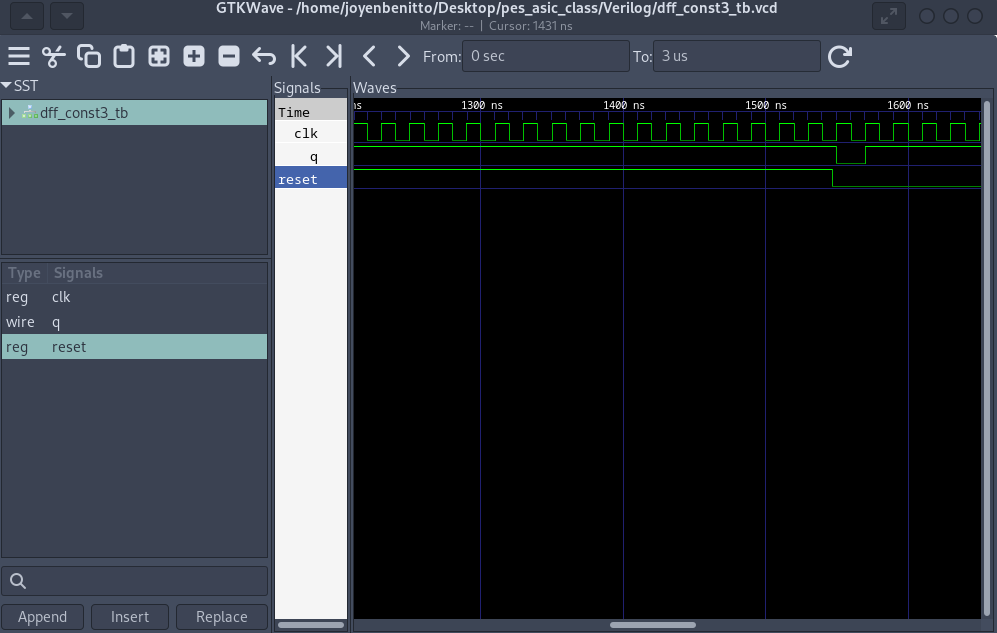 GTKWave - /home/joyenbenitto/Desktop/pes_asic_class/Verilog/dff_const3_tb.vcd
Marker: -- | Cursor: 1431 ns
From: 0 sec To: 3 us
SST
dff_const3_tb
Type Signals
reg clk
wire q
reg reset
Append Insert Replace
Signals
Time
clk
q
reset
Waves
ns 1300 ns 1400 ns 1500 ns 1600 ns